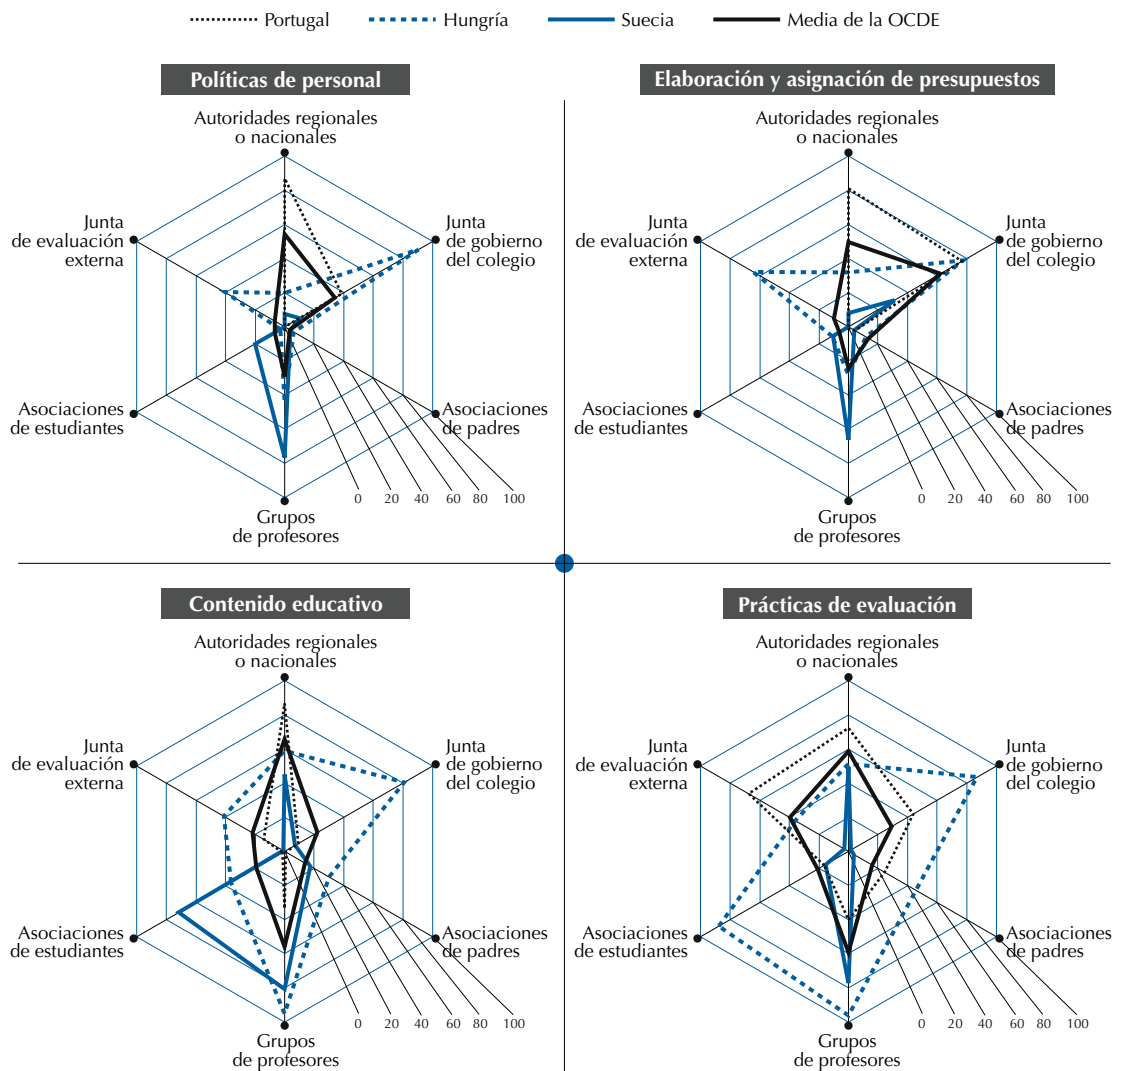 Portugal
Hungría
Suecia
Media de la OCDE
Políticas de personal
Autoridades regionales
o nacionales
Junta
de evaluación
externa
Junta
de gobierno
del colegio
Asociaciones
de estudiantes
Asociaciones
de padres
0 20 40 60 80 100
Grupos
de profesores
Elaboración y asignación de presupuestos
Autoridades regionales
o nacionales
Junta
de evaluación
externa
Junta
de gobierno
del colegio
Asociaciones
de estudiantes
Asociaciones
de padres
0 20 40 60 80 100
Grupos
de profesores
Contenido educativo
Autoridades regionales
o nacionales
Junta
de evaluación
externa
Junta
de gobierno
del colegio
Asociaciones
de estudiantes
Asociaciones
de padres
0 20 40 60 80 100
Grupos
de profesores
Prácticas de evaluación
Autoridades regionales
o nacionales
Junta
de evaluación
externa
Junta
de gobierno
del colegio
Asociaciones
de estudiantes
Asociaciones
de padres
0 20 40 60 80 100
Grupos
de profesores